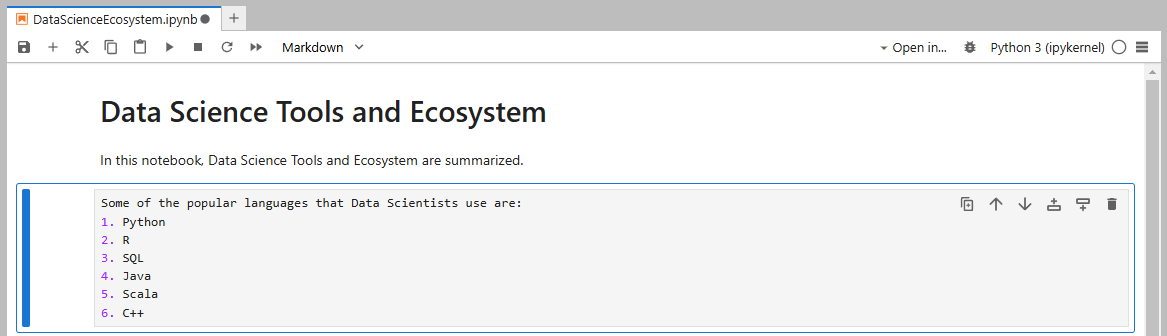 DataScienceEcosystem.ipynb
Markdown
Open in...
Python 3 (ipykernel)
Data Science Tools and Ecosystem
In this notebook, Data Science Tools and Ecosystem are summarized.
Some of the popular languages that Data Scientists use are:
1. Python
2. R
3. SQL
4. Java
5. Scala
6. C++